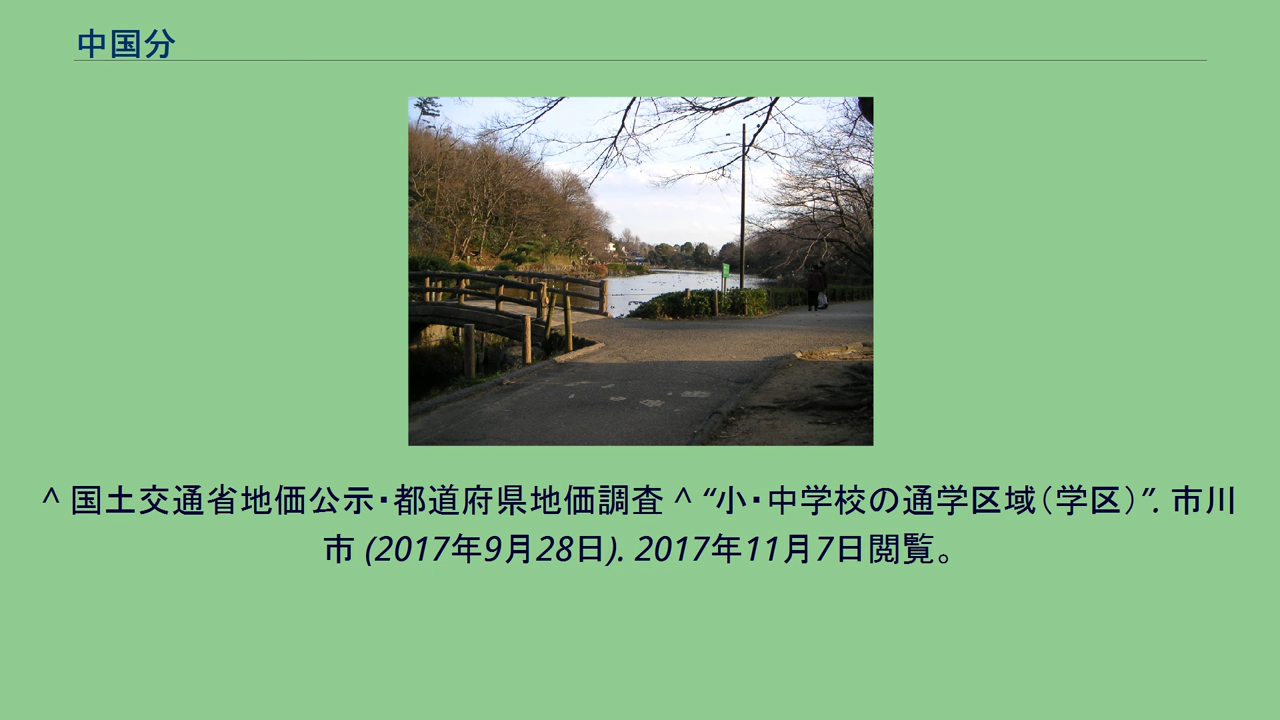 中国分
^ 国土交通省地価公示・都道府県地価調査 ^ “小・中学校の通学区域（学区）”. 市川
市 (2017年9月28日). 2017年11月7日閲覧。